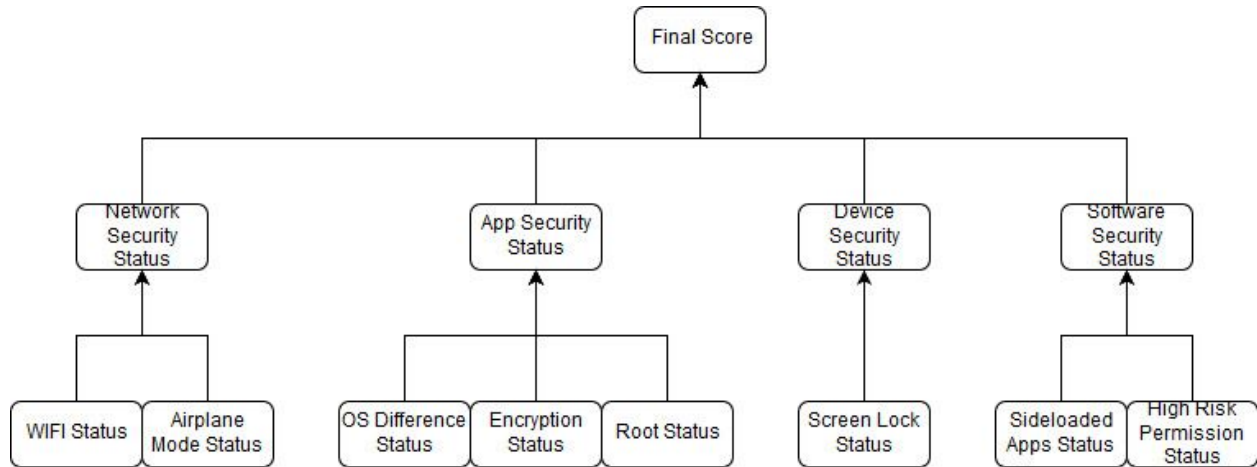 Final Score
Network
Security
Status
App Security
Status
Device
Security
Status
Software
Security
Status
WIFI Status
Airplane
Mode Status
OS Difference
Status
Encryption
Status
Root Status
Screen Lock
Status
Sideloaded
Apps Status
High Risk
Permission
Status